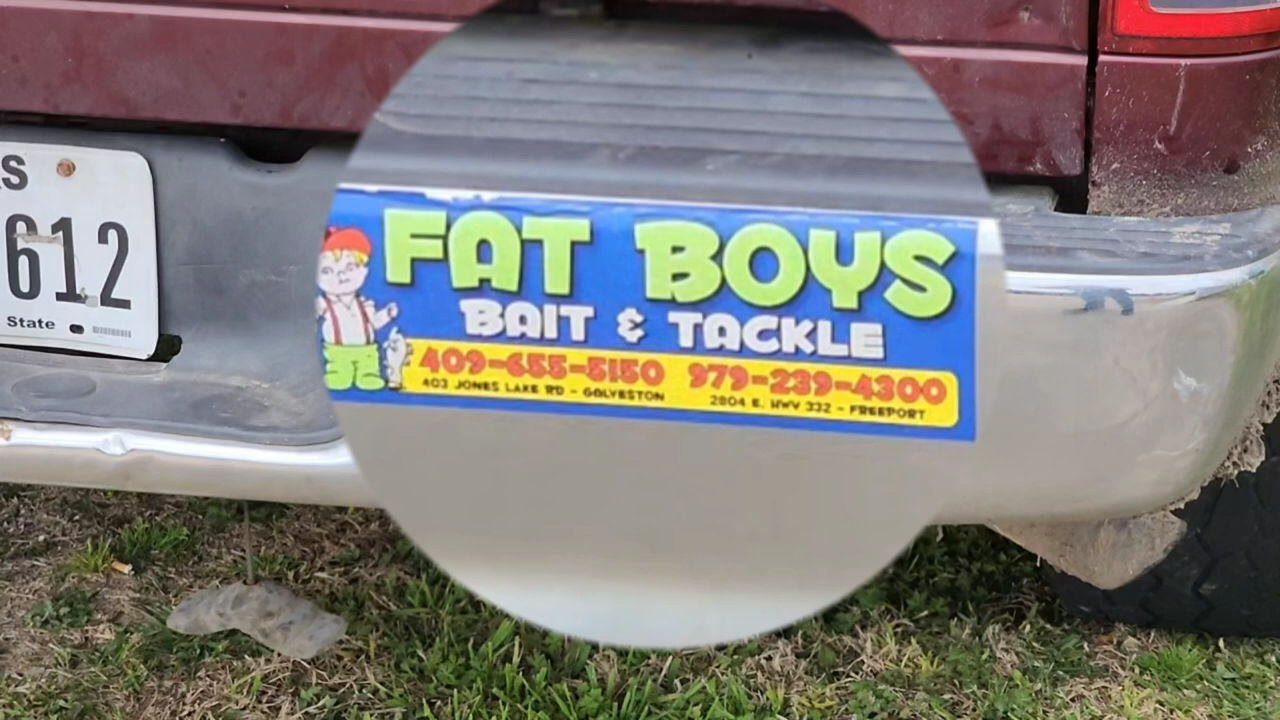 S
612
State
FAT BOYS
BAIT & TACKLE
409-655-5150 979-239-4300
403 JONES LAKE RD - GALVESTON 2804 E. HWY 332 - FREEPORT